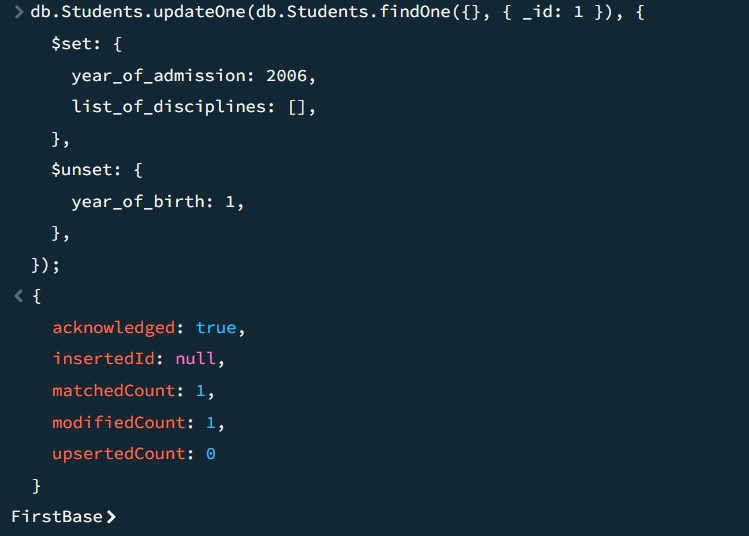 > db.Students.updateOne(db.Students.findOne({}, { _id: 1 }), {
$set: {
year_of_admission: 2006,
list_of_disciplines: [],
},
$unset: {
year_of_birth: 1,
},
});
< {
acknowledged: true,
insertedId: null,
matchedCount: 1,
modifiedCount: 1,
upsertedCount: 0
}
FirstBase>